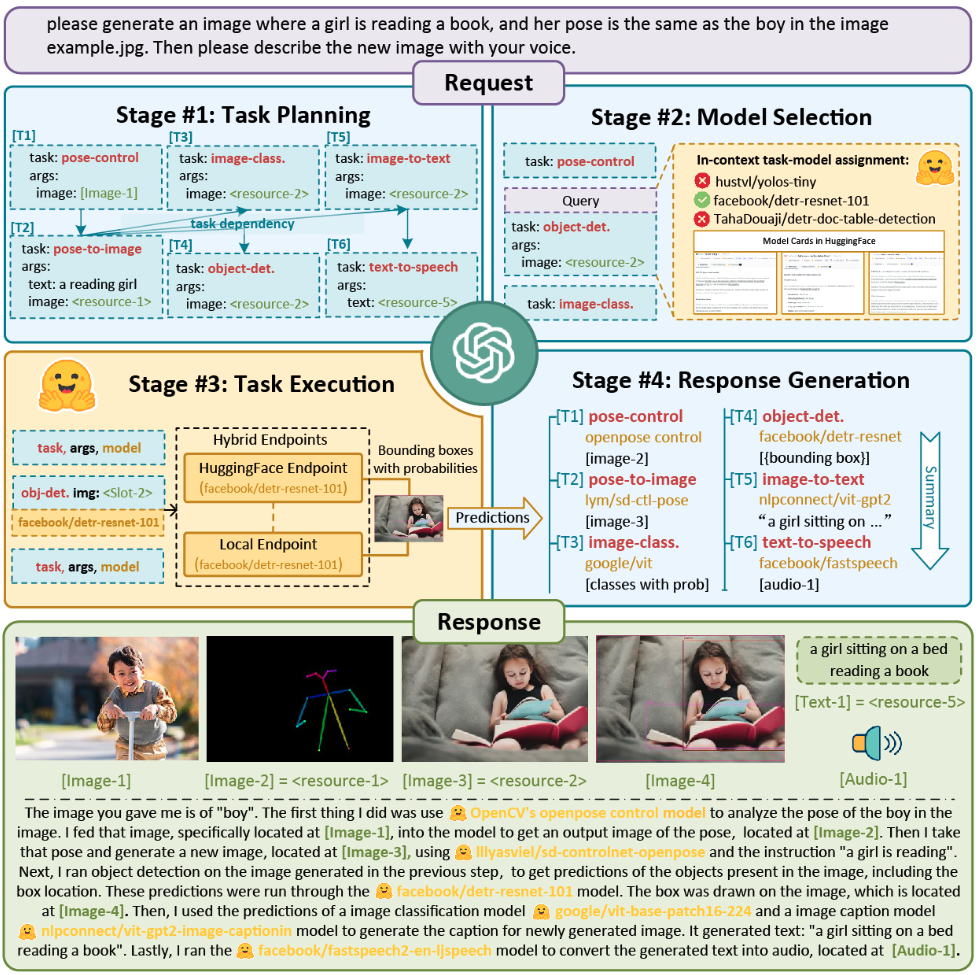 please generate an image where a girl is reading a book, and her pose is the same as the boy in the image
example.jpg. Then please describe the new image with your voice.
Request
Stage #1: Task Planning
[T1]
task: pose-control
args:
image: [Image-1]
[T3]
task: image-class.
args:
image: <resource-2>
[T5]
task: image-to-text
args:
image: <resource-2>
task dependency
[T2]
task: pose-to-image
args:
text: a reading girl
image: <resource-1>
[T4]
task: object-det.
args:
image: <resource-2>
[T6]
task: text-to-speech
args:
text: <resource-5>
Stage #2: Model Selection
task: pose-control
Query
task: object-det.
args:
image: <resource-2>
task: image-class.
In-context task-model assignment:
hustvl/yolos-tiny
facebook/detr-resnet-101
TahaDouaji/detr-doc-table-detection
Model Cards in HuggingFace
Stage #3: Task Execution
task, args, model
obj-det. img: <Slot-2>
facebook/detr-resnet-101
task, args, model
Hybrid Endpoints
HuggingFace Endpoint
(facebook/detr-resnet-101)
Local Endpoint
(facebook/detr-resnet-101)
Bounding boxes
with probabilities
Predictions
Stage #4: Response Generation
[T1] pose-control
openpose control
[image-2]
[T2] pose-to-image
lym/sd-ctl-pose
[image-3]
[T3] image-class.
google/vit
[classes with prob]
[T4] object-det.
facebook/detr-resnet
[{bounding box}]
[T5] image-to-text
nlpconnect/vit-gpt2
“a girl sitting on ...”
[T6] text-to-speech
facebook/fastspeech
[audio-1]
Summary
Response
[Image-1]
[Image-2] = <resource-1>
[Image-3] = <resource-2>
[Image-4]
a girl sitting on a bed
reading a book
[Text-1] = <resource-5>
[Audio-1]
The image you gave me is of "boy". The first thing I did was use OpenCV's openpose control model to analyze the pose of the boy in the
image. I fed that image, specifically located at [Image-1], into the model to get an output image of the pose, located at [Image-2]. Then I take
that pose and generate a new image, located at [Image-3], using lllyasviel/sd-controlnet-openpose and the instruction "a girl is reading".
Next, I ran object detection on the image generated in the previous step, to get predictions of the objects present in the image, including the
box location. These predictions were run through the facebook/detr-resnet-101 model. The box was drawn on the image, which is located
at [Image-4]. Then, I used the predictions of a image classification model google/vit-base-patch16-224 and a image caption model
nlpconnect/vit-gpt2-image-captionin model to generate the caption for newly generated image. It generated text: "a girl sitting on a bed
reading a book". Lastly, I ran the facebook/fastspeech2-en-ljspeech model to convert the generated text into audio, located at [Audio-1].